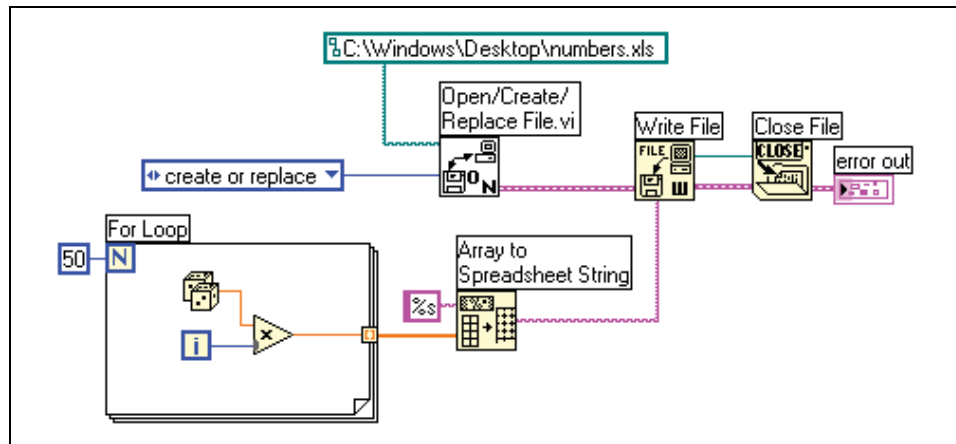 C:\Windows\Desktop\numbers.xls
Open/Create/
Replace File.vi
Write File
Close File
FILE
CLOSE
O
N
W
error out
create or replace
For Loop
50
N
Array to
Spreadsheet String
%s
i
x